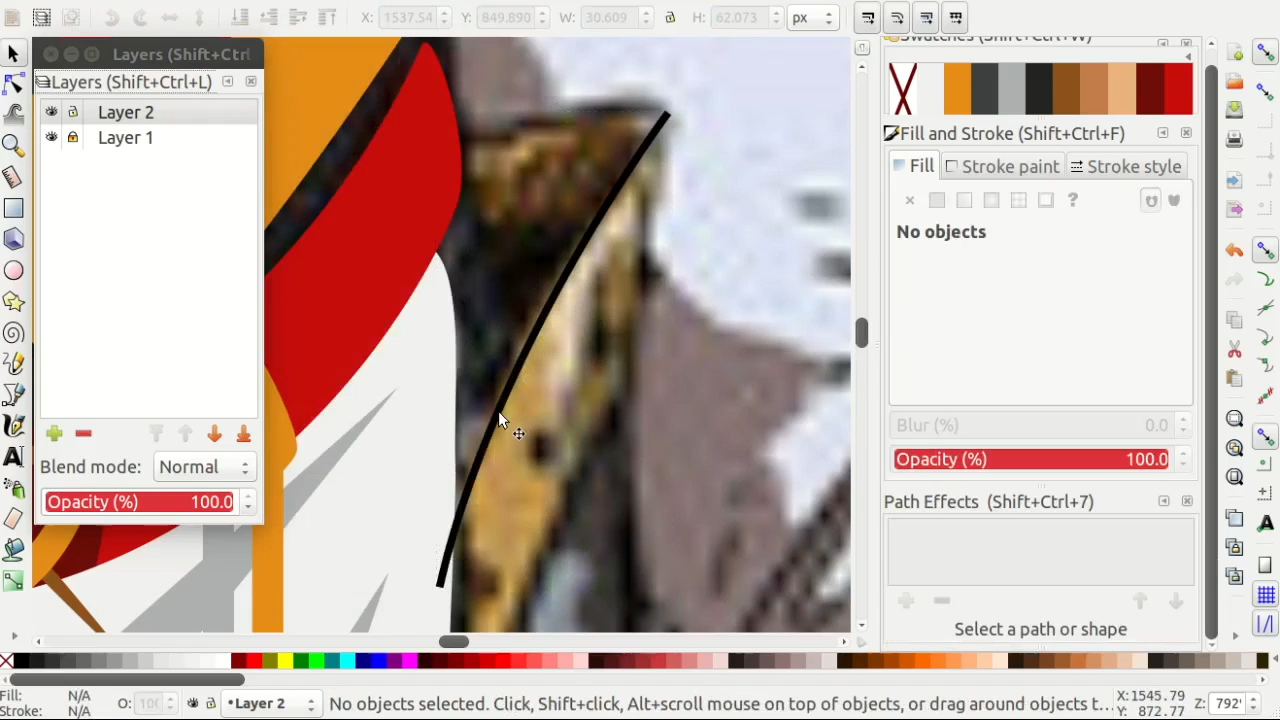 X: 1537.54 Y: 849.890 W: 30.609 H: 62.073 px
Layers (Shift+Ctrl
Layers (Shift+Ctrl+L)
Layer 2
Layer 1
Blend mode: Normal
Opacity (%) 100.0
Swatches (Shift+Ctrl+W)
Fill and Stroke (Shift+Ctrl+F)
Fill Stroke paint Stroke style
No objects
Blur (%) 0.0
Opacity (%) 100.0
Path Effects (Shift+Ctrl+7)
Select a path or shape
Fill: N/A
Stroke: N/A
O: 100
Layer 2
No objects selected. Click, Shift+click, Alt+scroll mouse on top of objects, or drag around objects t...
X:1545.79
Y: 872.77
Z: 792